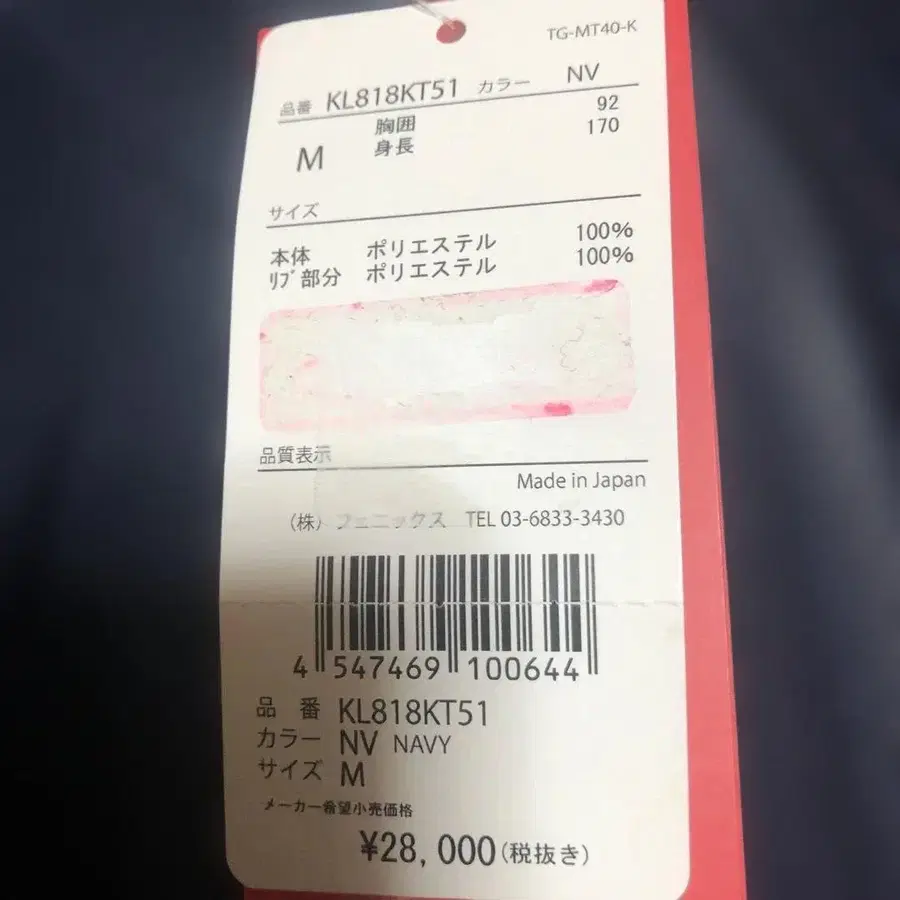 TG-MT40-K
品番 KL818KT51 カラー NV
M 胸囲 92
身長 170
サイズ
本体 ポリエステル 100%
ﾘﾌﾞ部分 ポリエステル 100%
品質表示
Made in Japan
(株) フェニックス TEL 03-6833-3430
4 547469 100644
品 番 KL818KT51
カラー NV NAVY
サイズ M
メーカー希望小売価格
¥28,000(税抜き)